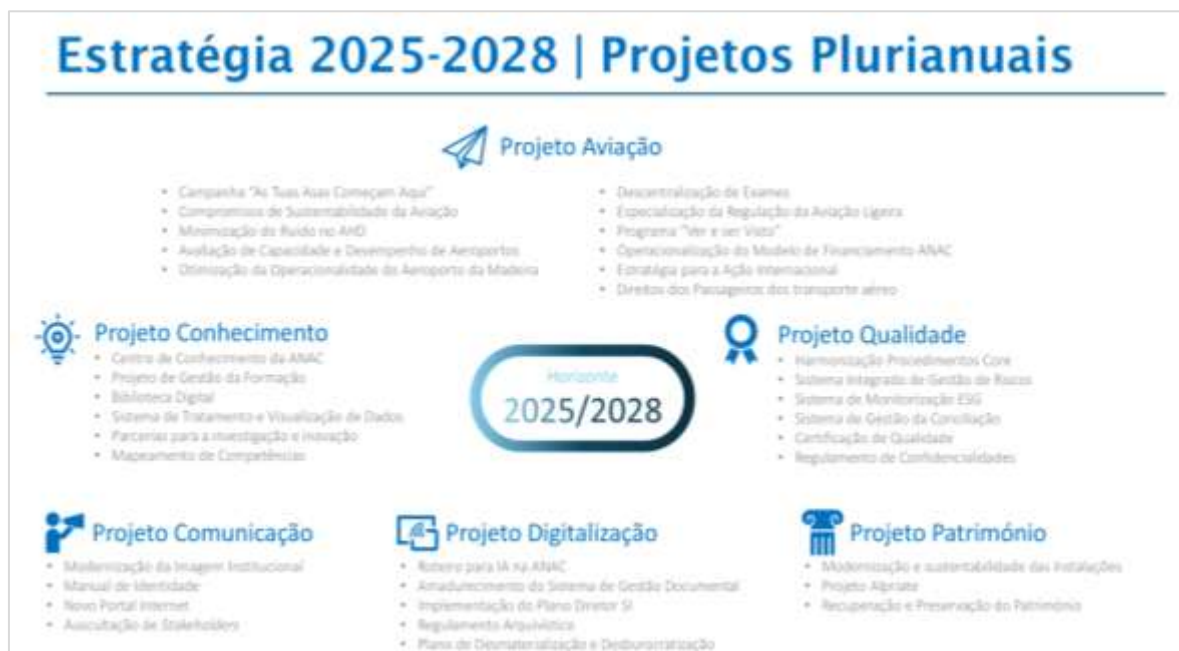 Estratégia 2025-2028 | Projetos Plurianuais
Projeto Aviação
• Campanha "As Tuas Asas Começam Aqui"
• Compromisso de Sustentabilidade da Aviação
• Minimização do Ruído no AHD
• Avaliação de Capacidade e Desempenho de Aeroportos
• Otimização da Operacionalidade do Aeroporto da Madeira
• Descentralização de Exames
• Especialização da Regulação da Aviação Ligeira
• Programa "Ver e ser Visto"
• Operacionalização do Modelo de Financiamento ANAC
• Estratégia para a Ação Internacional
• Direitos dos Passageiros dos transporte aéreo
Projeto Conhecimento
• Centro de Conhecimento da ANAC
• Projeto de Gestão da Formação
• Biblioteca Digital
• Sistema de Tratamento e Visualização de Dados
• Parcerias para a investigação e inovação
• Mapeamento de Competências
Horizonte
2025/2028
Projeto Qualidade
• Harmonização Procedimentos Core
• Sistema Integrado de Gestão de Riscos
• Sistema de Monitorização ESG
• Sistema de Gestão da Conciliação
• Certificação de Qualidade
• Regulamento de Confidencialidades
Projeto Comunicação
• Modernização da Imagem Institucional
• Manual de Identidade
• Novo Portal Internet
• Auscultação de Stakeholders
Projeto Digitalização
• Roteiro para IA na ANAC
• Amadurecimento do Sistema de Gestão Documental
• Implementação do Plano Diretor SI
• Regulamento Arquivístico
• Plano de Desmaterialização e Desburocratização
Projeto Património
• Modernização e sustentabilidade das Instalações
• Projeto Alpriate
• Recuperação e Preservação do Património